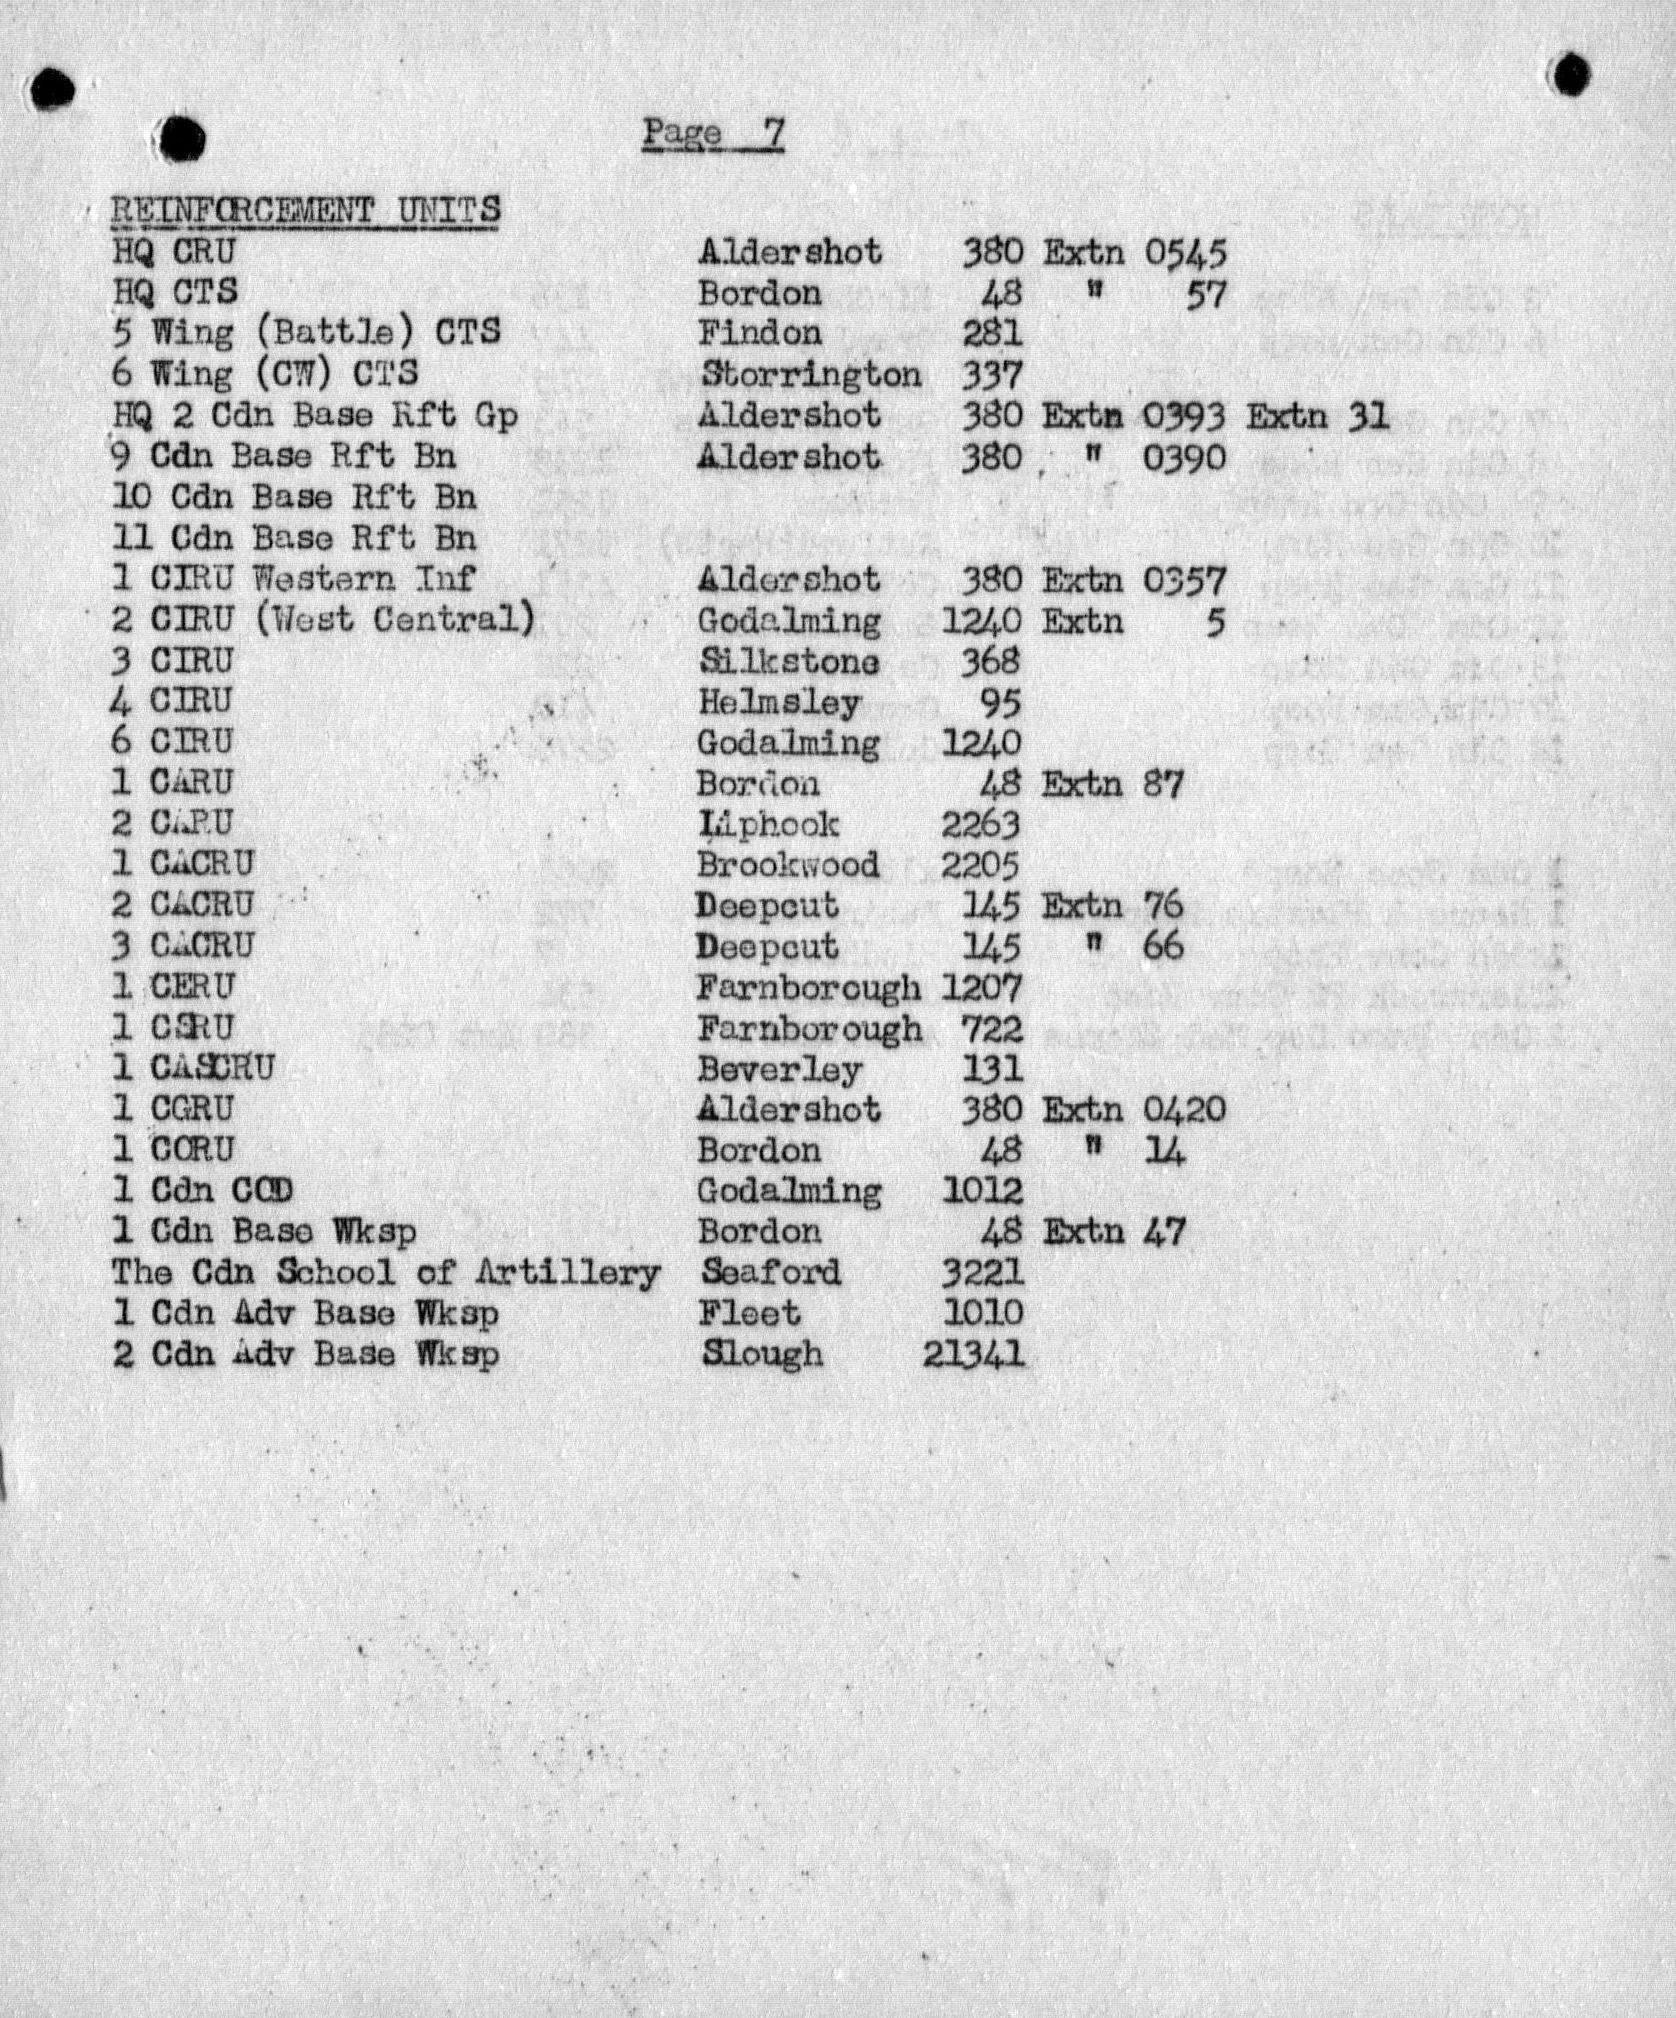 Page 7
REINFORCEMENT UNITS
HQ CRU Aldershot 380 Extn 0545
HQ CTS Bordon 48 " 57
5 Wing (Battle) CTS Findon 281
6 Wing (CW) CTS Storrington 337
HQ 2 Cdn Base Rft Gp Aldershot 380 Extn 0393 Extn 31
9 Cdn Base Rft Bn Aldershot 380 " 0390
10 Cdn Base Rft Bn
11 Cdn Base Rft Bn
1 CIRU Western Inf Aldershot 380 Extn 0357
2 CIRU (West Central) Godalming 1240 Extn 5
3 CIRU Silkstone 368
4 CIRU Helmsley 95
6 CIRU Godalming 1240
1 CARU Bordon 48 Extn 87
2 CARU Liphook 2263
1 CACRU Brookwood 2205
2 CACRU Deepcut 145 Extn 76
3 CACRU Deepcut 145 " 66
1 CERU Farnborough 1207
1 CSRU Farnborough 722
1 CASCRU Beverley 131
1 CGRU Aldershot 380 Extn 0420
1 CORU Bordon 48 " 14
1 Cdn COD Godalming 1012
1 Cdn Base Wksp Bordon 48 Extn 47
The Cdn School of Artillery Seaford 3221
1 Cdn Adv Base Wksp Fleet 1010
2 Cdn Adv Base Wksp Slough 21341